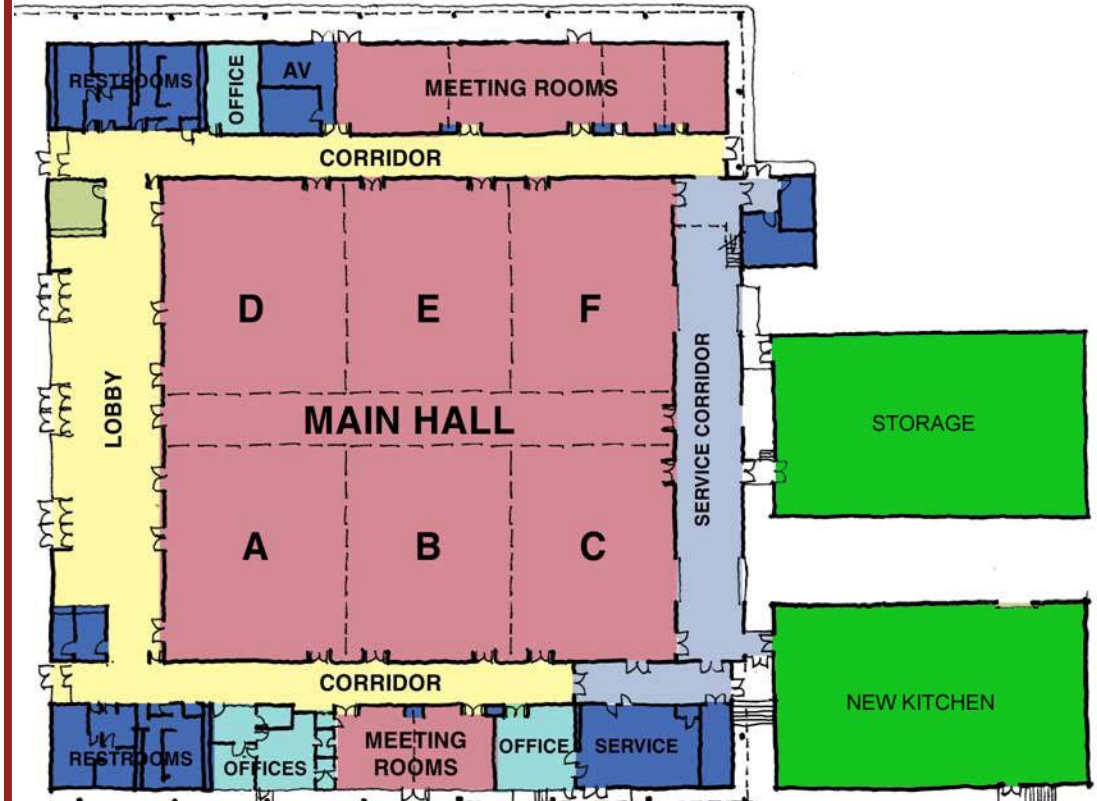 RESTROOMS
OFFICE
AV
MEETING ROOMS
CORRIDOR
D
E
F
LOBBY
MAIN HALL
SERVICE CORRIDOR
STORAGE
A
B
C
CORRIDOR
NEW KITCHEN
RESTROOMS
OFFICES
MEETING
ROOMS
OFFICE
SERVICE